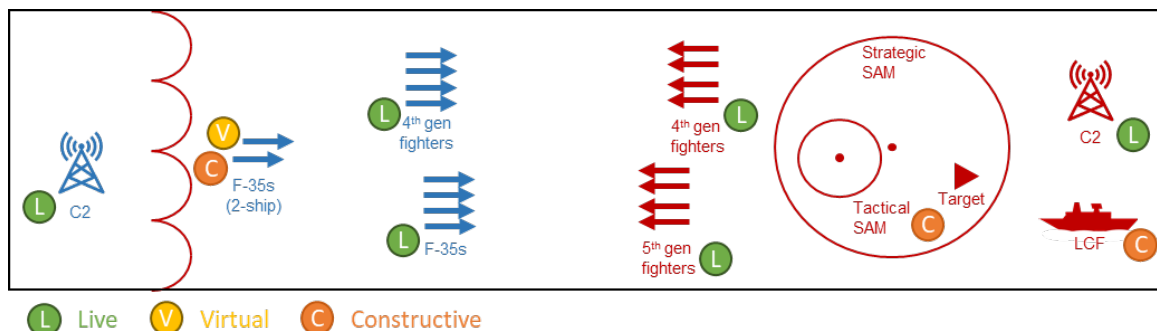 Strategic
SAM
L
4th gen
fighters
4th gen
fighters
L
C2
L
V
C
F-35s
(2-ship)
L
C2
L
F-35s
5th gen
fighters
L
Tactical
SAM
C
Target
LCF
C
L Live
V Virtual
C Constructive